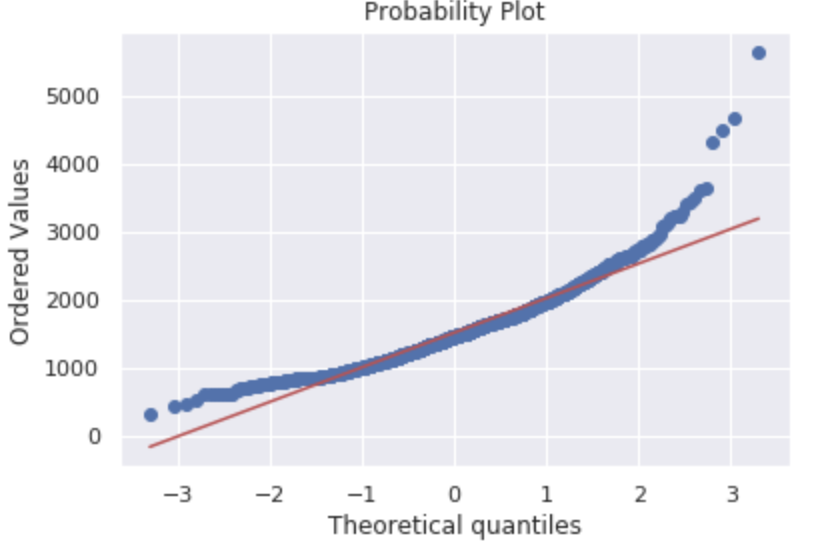 Probability Plot
Ordered Values
5000
4000
3000
2000
1000
0
−3 −2 −1 0 1 2 3
Theoretical quantiles